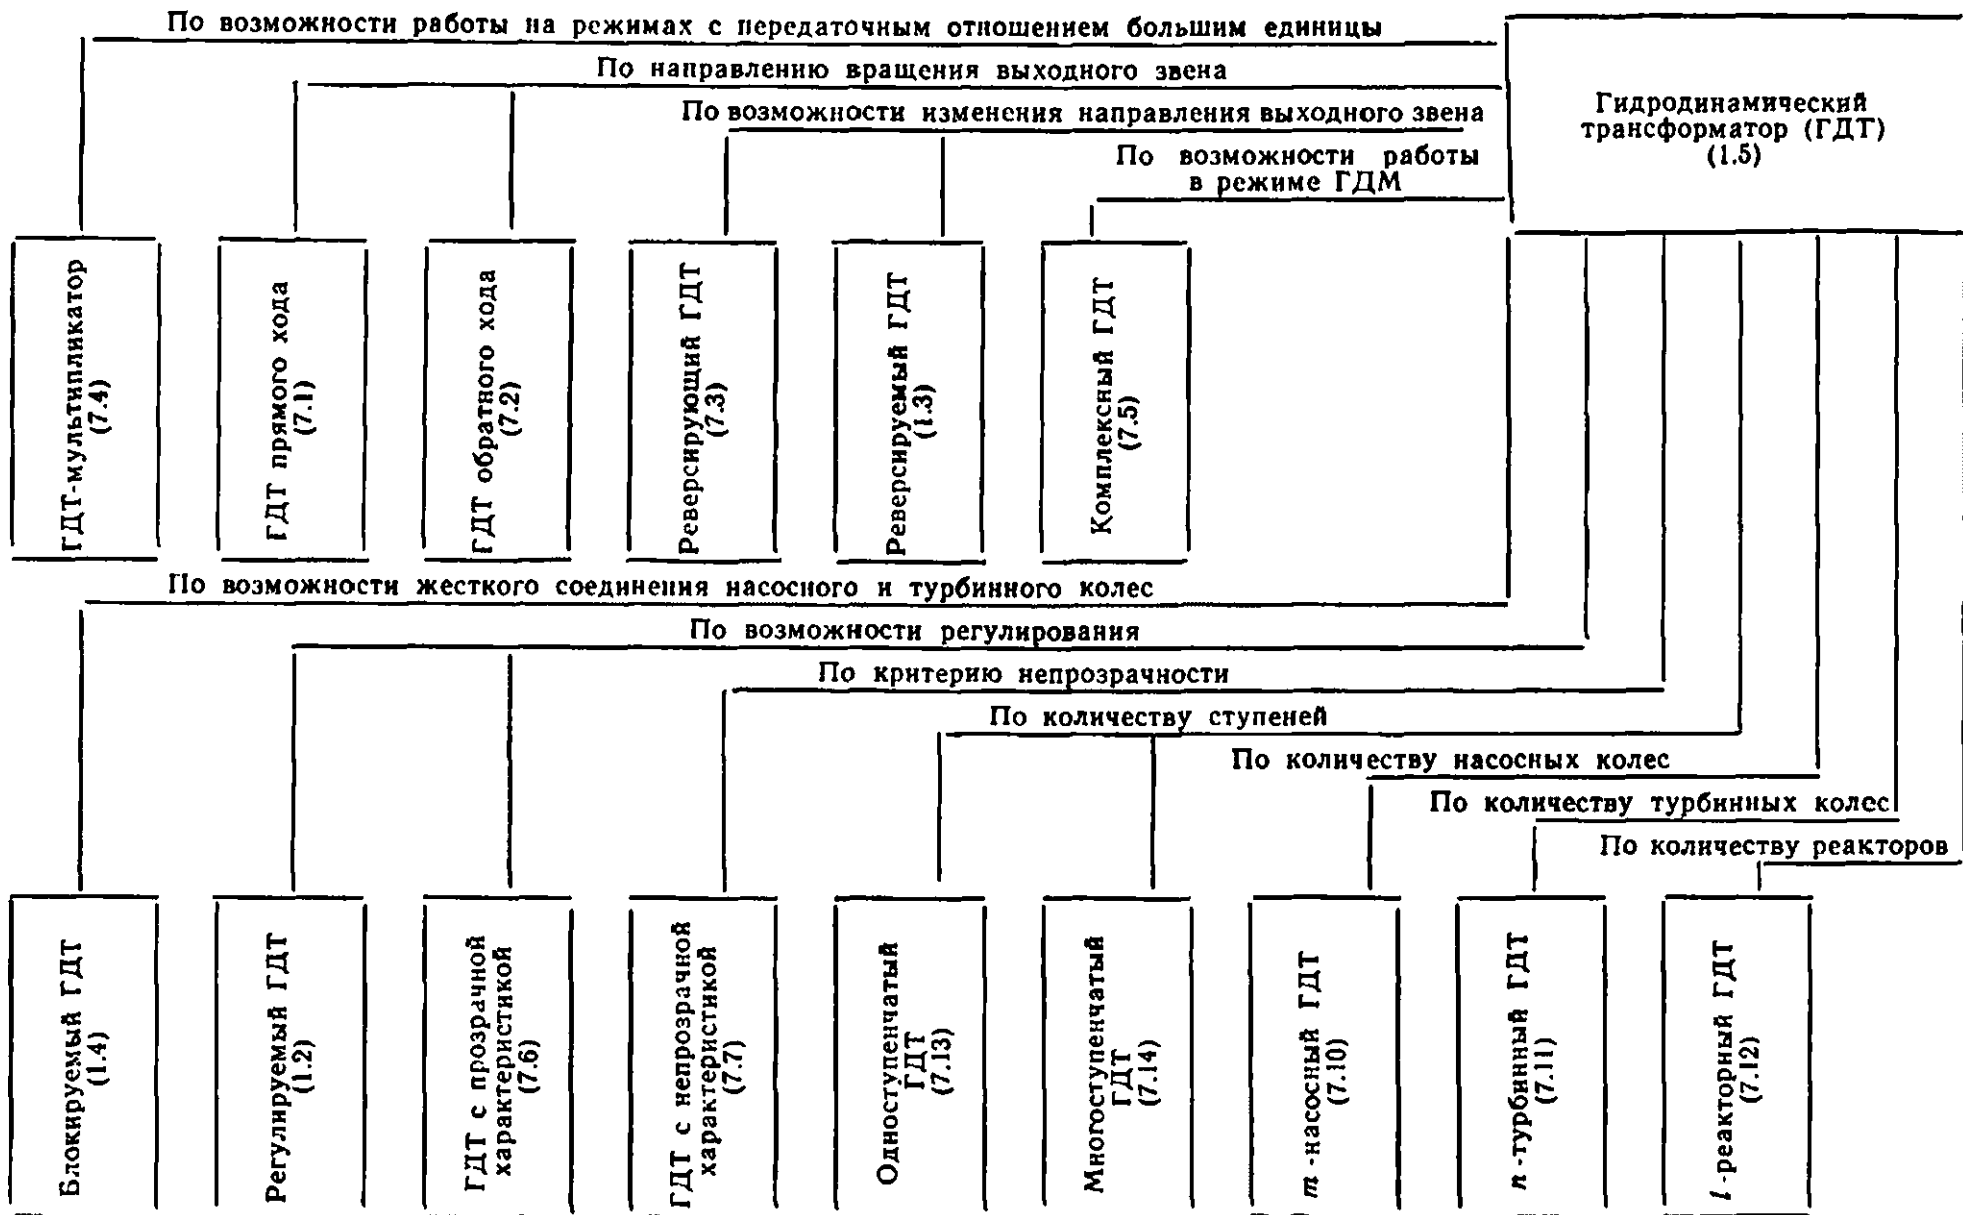 По возможности работы на режимах с передаточным отношением большим единицы
По направлению вращения выходного звена
По возможности изменения направления выходного звена
По возможности работы
в режиме ГДМ
Гидродинамический
трансформатор (ГДТ)
(1.5)
ГДТ-мультипликатор
(7.4)
ГДТ прямого хода
(7.1)
ГДТ обратного хода
(7.2)
Реверсирующий ГДТ
(7.3)
Реверсируемый ГДТ
(1.3)
Комплексный ГДТ
(7.5)
По возможности жесткого соединения насосного и турбинного колес
По возможности регулирования
По критерию непрозрачности
По количеству ступеней
По количеству насосных колес
По количеству турбинных колес
По количеству реакторов
Блокируемый ГДТ
(1.4)
Регулируемый ГДТ
(1.2)
ГДТ с прозрачной
характеристикой
(7.6)
ГДТ с непрозрачной
характеристикой
(7.7)
Одноступенчатый
ГДТ
(7.13)
Многоступенчатый
ГДТ
(7.14)
m-насосный ГДТ
(7.10)
n-турбинный ГДТ
(7.11)
l-реакторный ГДТ
(7.12)